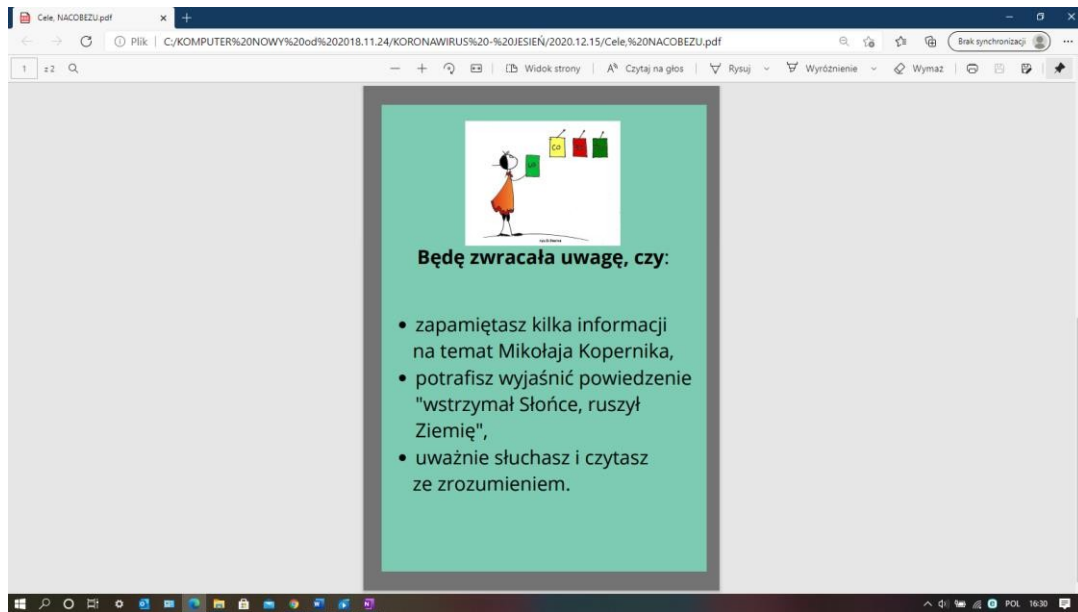 Cele, NACOBEZU.pdf
Plik C:/KOMPUTER%20NOWY%20od%202018.11.24/KORONAWIRUS%20-%20JESIEŃ/2020.12.15/Cele,%20NACOBEZU.pdf Brak synchronizacji
1 z 2 Widok strony Czytaj na głos Rysuj Wyróżnienie Wymaż
co
Będę zwracała uwagę, czy:
• zapamiętasz kilka informacji
na temat Mikołaja Kopernika,
• potrafisz wyjaśnić powiedzenie
"wstrzymał Słońce, ruszył
Ziemię",
• uważnie słuchasz i czytasz
ze zrozumieniem.
POL 16:30